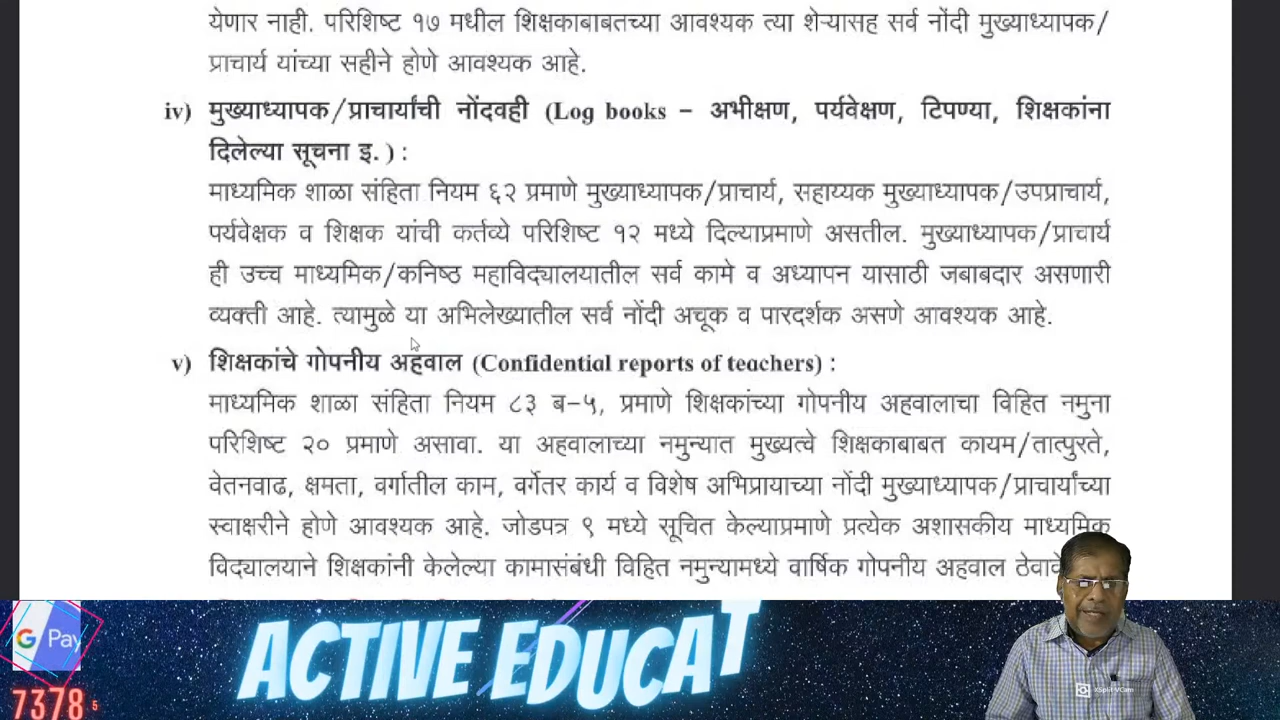 येणार नाही. परिशिष्ट १७ मधील शिक्षकाबाबतच्या आवश्यक त्या शेऱ्यासह सर्व नोंदी मुख्याध्यापक/
प्राचार्य यांच्या सहीने होणे आवश्यक आहे.
iv) मुख्याध्यापक/प्राचार्यांची नोंदवही (Log books – अभीक्षण, पर्यवेक्षण, टिपण्या, शिक्षकांना
दिलेल्या सूचना इ. ) :
माध्यमिक शाळा संहिता नियम ६२ प्रमाणे मुख्याध्यापक/प्राचार्य, सहाय्यक मुख्याध्यापक/उपप्राचार्य,
पर्यवेक्षक व शिक्षक यांची कर्तव्ये परिशिष्ट १२ मध्ये दिल्याप्रमाणे असतील. मुख्याध्यापक/प्राचार्य
ही उच्च माध्यमिक/कनिष्ठ महाविद्यालयातील सर्व कामे व अध्यापन यासाठी जबाबदार असणारी
व्यक्ती आहे. त्यामुळे या अभिलेख्यातील सर्व नोंदी अचूक व पारदर्शक असणे आवश्यक आहे.
v) शिक्षकांचे गोपनीय अहवाल (Confidential reports of teachers) :
माध्यमिक शाळा संहिता नियम ८३ ब–५, प्रमाणे शिक्षकांच्या गोपनीय अहवालाचा विहित नमुना
परिशिष्ट २० प्रमाणे असावा. या अहवालाच्या नमुन्यात मुख्यत्वे शिक्षकाबाबत कायम/तात्पुरते,
वेतनवाढ, क्षमता, वर्गातील काम, वर्गेतर कार्य व विशेष अभिप्रायाच्या नोंदी मुख्याध्यापक/प्राचार्यांच्या
स्वाक्षरीने होणे आवश्यक आहे. जोडपत्र ९ मध्ये सूचित केल्याप्रमाणे प्रत्येक अशासकीय माध्यमिक
विद्यालयाने शिक्षकांनी केलेल्या कामासंबंधी विहित नमुन्यामध्ये वार्षिक गोपनीय अहवाल
G Pay
ACTIVE EDUCAT
7378 5
XSplit VCam